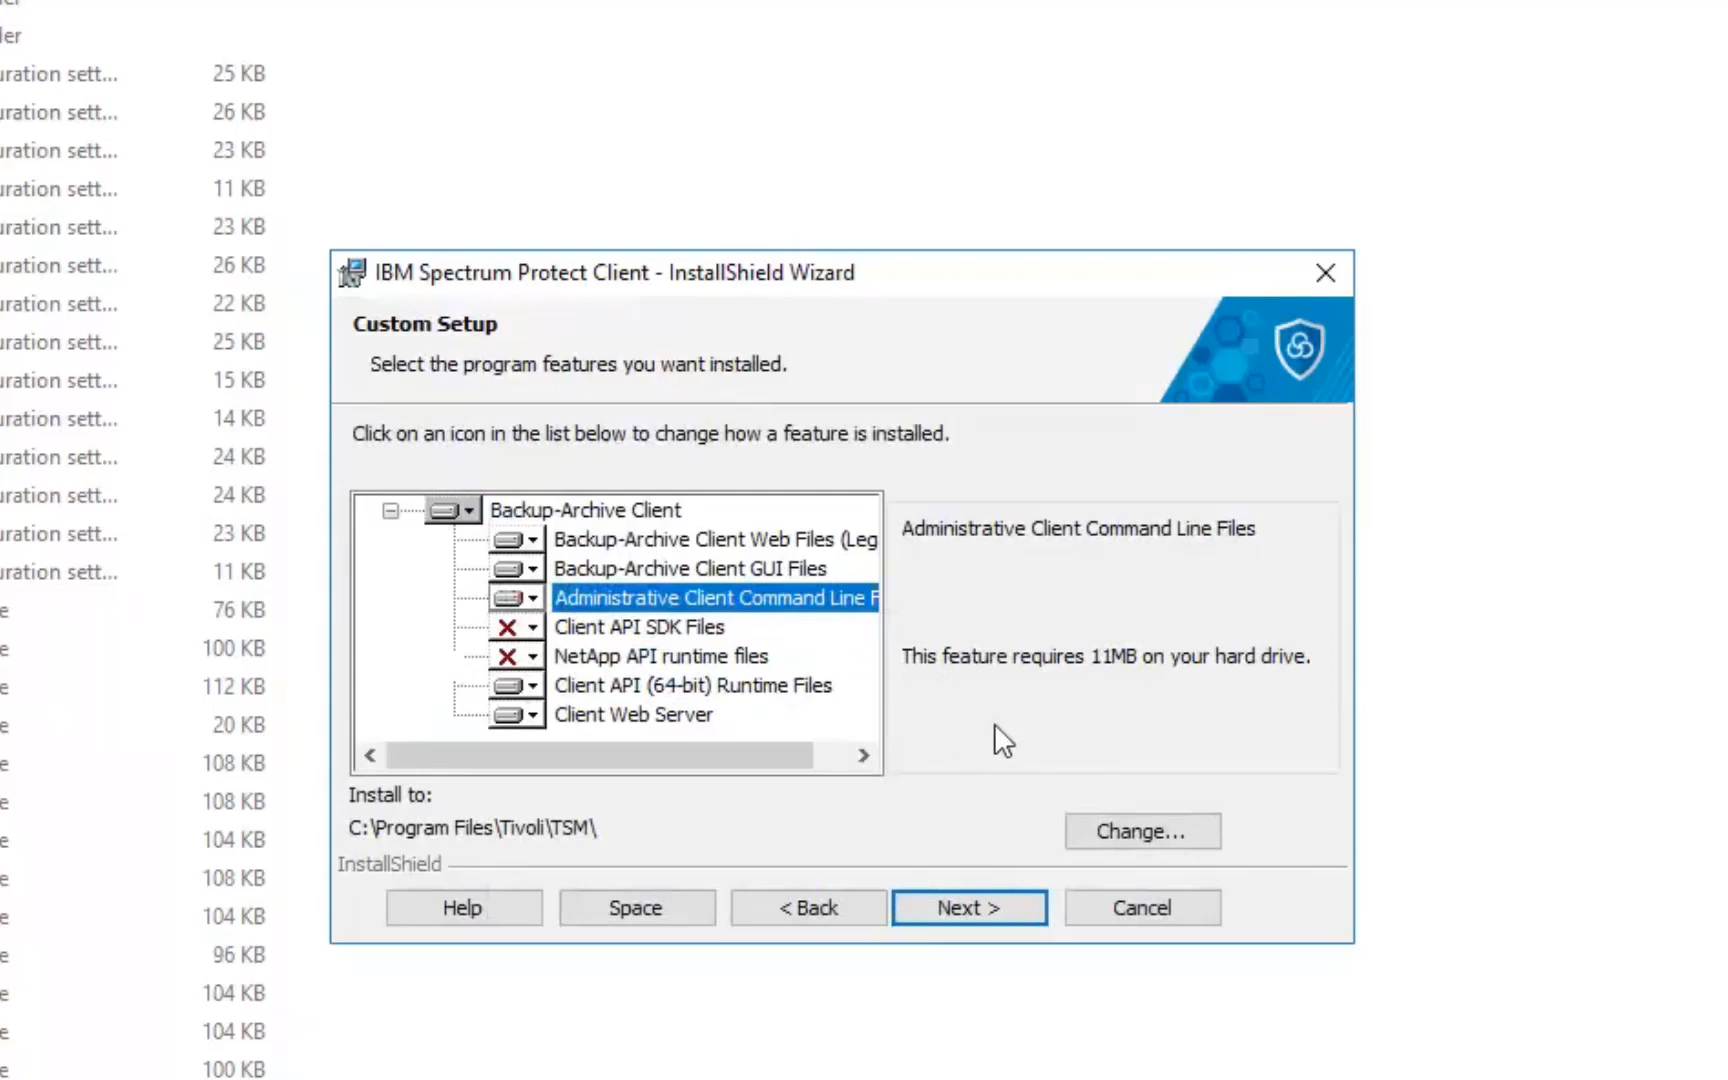 der
uration sett... 25 KB
uration sett... 26 KB
uration sett... 23 KB
uration sett... 11 KB
uration sett... 23 KB
uration sett... 26 KB
uration sett... 22 KB
uration sett... 25 KB
uration sett... 15 KB
uration sett... 14 KB
uration sett... 24 KB
uration sett... 24 KB
uration sett... 23 KB
uration sett... 11 KB
e 76 KB
e 100 KB
e 112 KB
e 20 KB
e 108 KB
e 108 KB
e 104 KB
e 108 KB
e 104 KB
e 96 KB
e 104 KB
e 104 KB
e 100 KB
IBM Spectrum Protect Client - InstallShield Wizard
Custom Setup
Select the program features you want installed.
Click on an icon in the list below to change how a feature is installed.
Backup-Archive Client
Backup-Archive Client Web Files (Leg
Backup-Archive Client GUI Files
Administrative Client Command Line F
Client API SDK Files
NetApp API runtime files
Client API (64-bit) Runtime Files
Client Web Server
Administrative Client Command Line Files
This feature requires 11MB on your hard drive.
Install to:
C:\Program Files\Tivoli\TSM\
Change...
InstallShield
Help
Space
< Back
Next >
Cancel